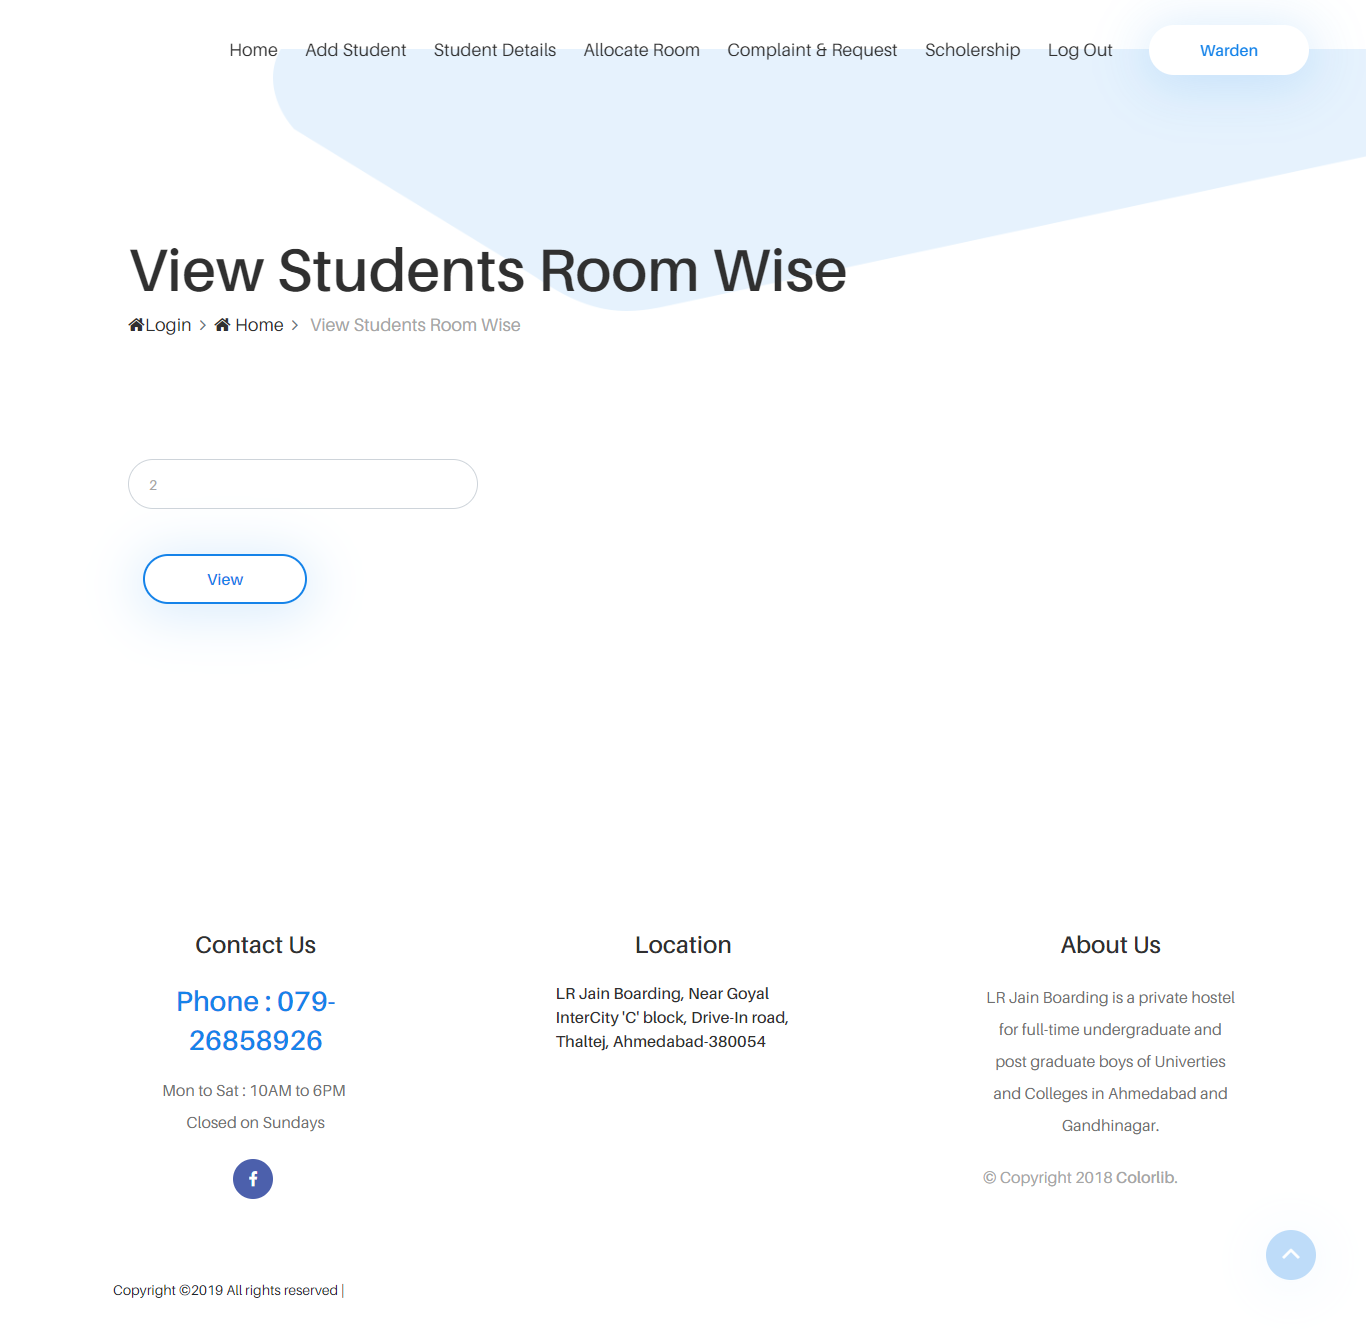 Home Add Student Student Details Allocate Room Complaint & Request Scholership Log Out Warden
View Students Room Wise
Login > Home > View Students Room Wise
2
View
Contact Us
Phone : 079-
26858926
Mon to Sat : 10AM to 6PM
Closed on Sundays
Location
LR Jain Boarding, Near Goyal
InterCity 'C' block, Drive-In road,
Thaltej, Ahmedabad-380054
About Us
LR Jain Boarding is a private hostel
for full-time undergraduate and
post graduate boys of Univerties
and Colleges in Ahmedabad and
Gandhinagar.
© Copyright 2018 Colorlib.
Copyright ©2019 All rights reserved |